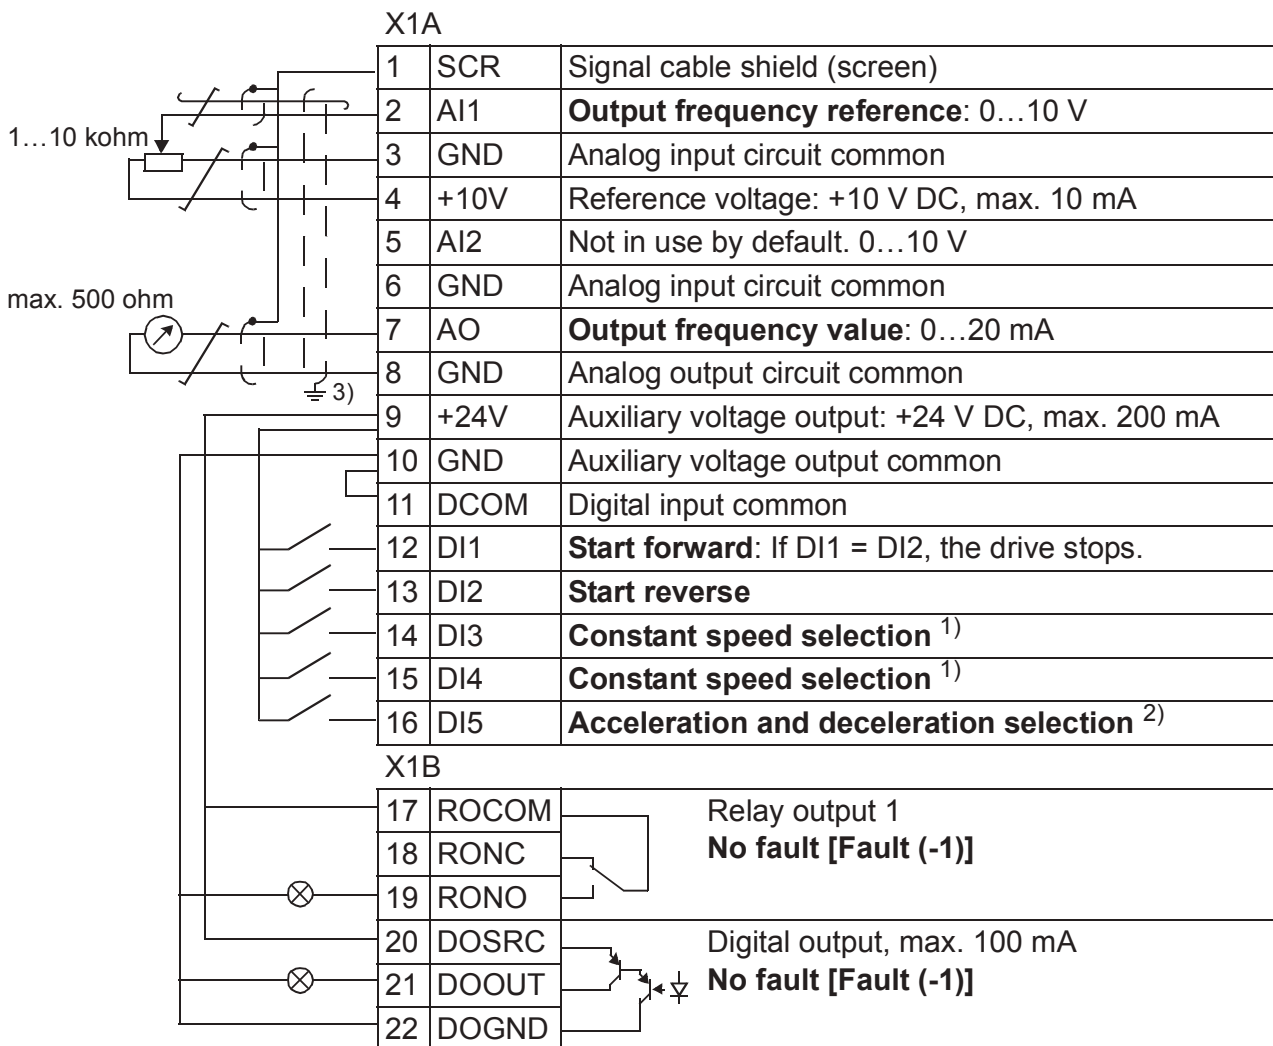 X1A
1 SCR Signal cable shield (screen)
2 AI1 Output frequency reference: 0…10 V
1…10 kohm
3 GND Analog input circuit common
4 +10V Reference voltage: +10 V DC, max. 10 mA
5 AI2 Not in use by default. 0…10 V
6 GND Analog input circuit common
max. 500 ohm
7 AO Output frequency value: 0…20 mA
8 GND Analog output circuit common
3)
9 +24V Auxiliary voltage output: +24 V DC, max. 200 mA
10 GND Auxiliary voltage output common
11 DCOM Digital input common
12 DI1 Start forward: If DI1 = DI2, the drive stops.
13 DI2 Start reverse
14 DI3 Constant speed selection 1)
15 DI4 Constant speed selection 1)
16 DI5 Acceleration and deceleration selection 2)
X1B
17 ROCOM Relay output 1
18 RONC No fault [Fault (-1)]
19 RONO
20 DOSRC Digital output, max. 100 mA
21 DOOUT No fault [Fault (-1)]
22 DOGND